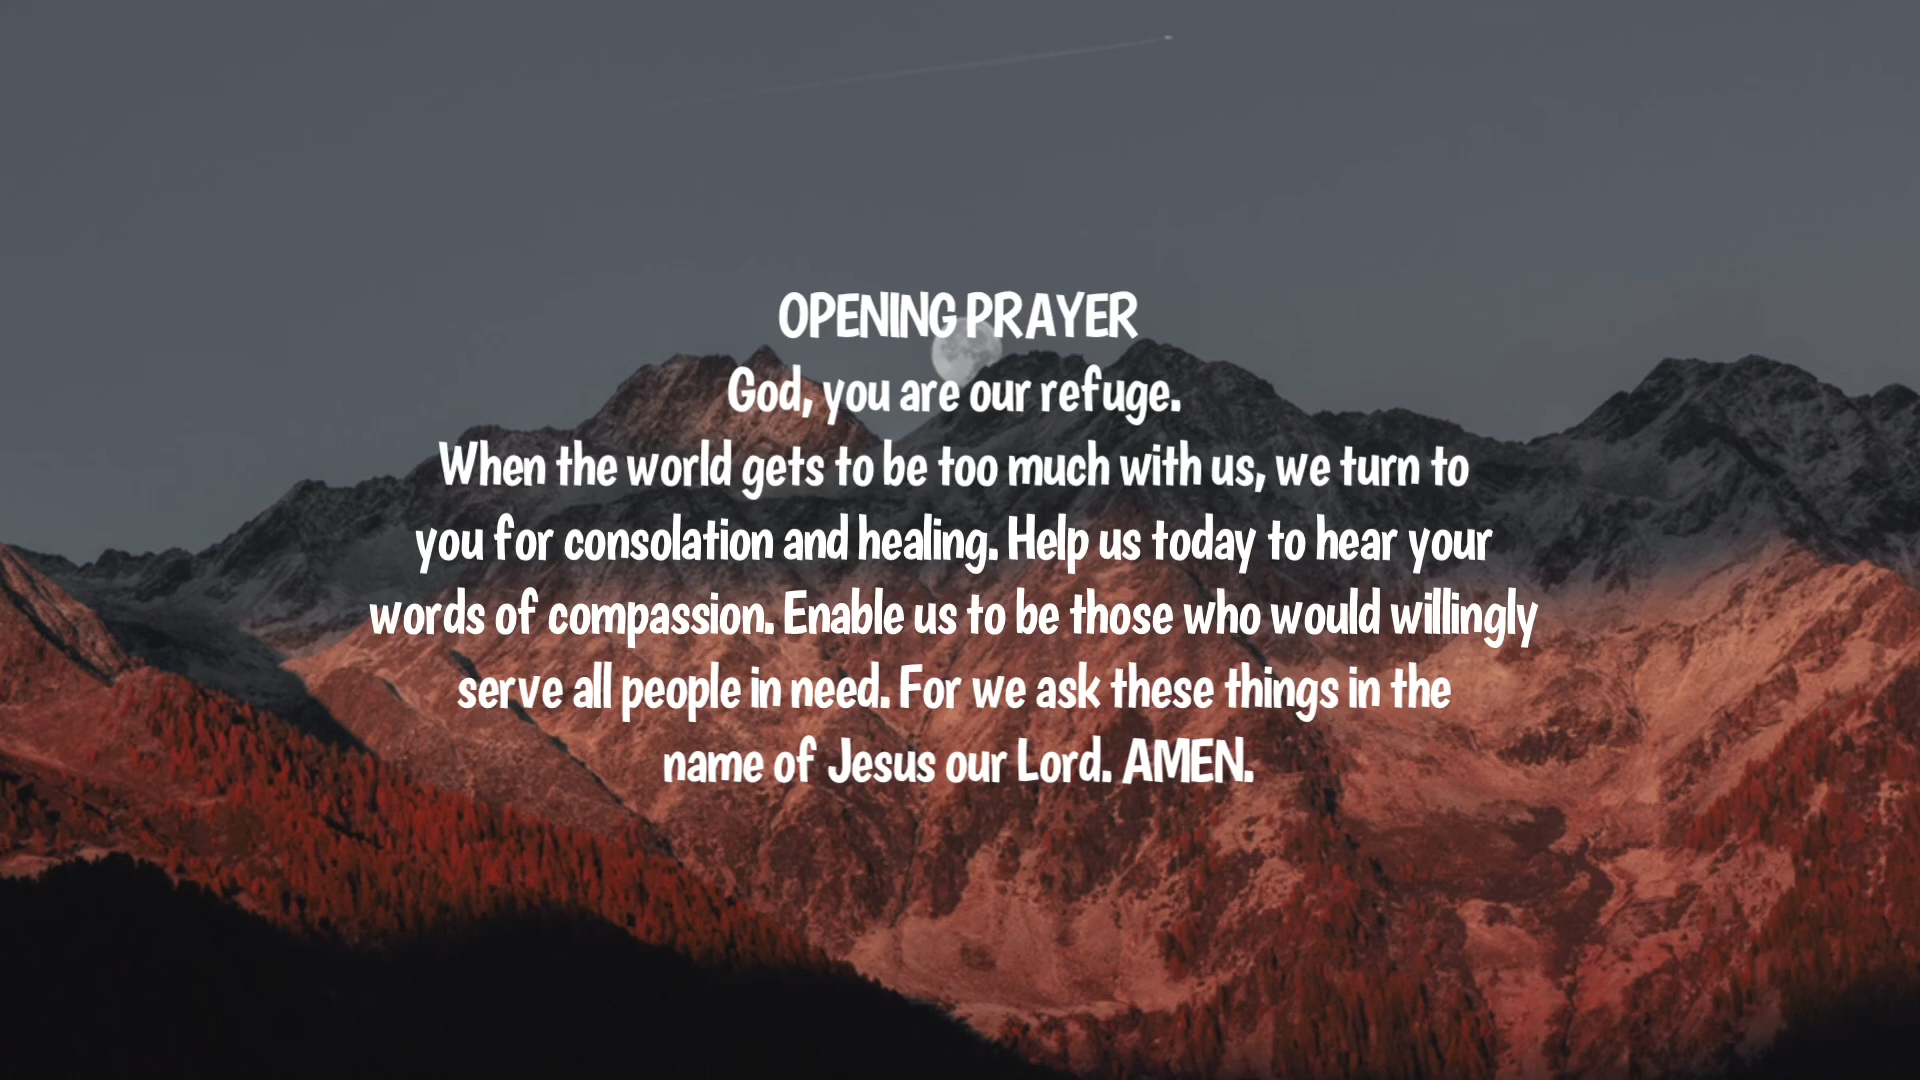 OPENING PRAYER
God, you are our refuge.
When the world gets to be too much with us, we turn to
you for consolation and healing. Help us today to hear your
words of compassion. Enable us to be those who would willingly
serve all people in need. For we ask these things in the
name of Jesus our Lord. AMEN.